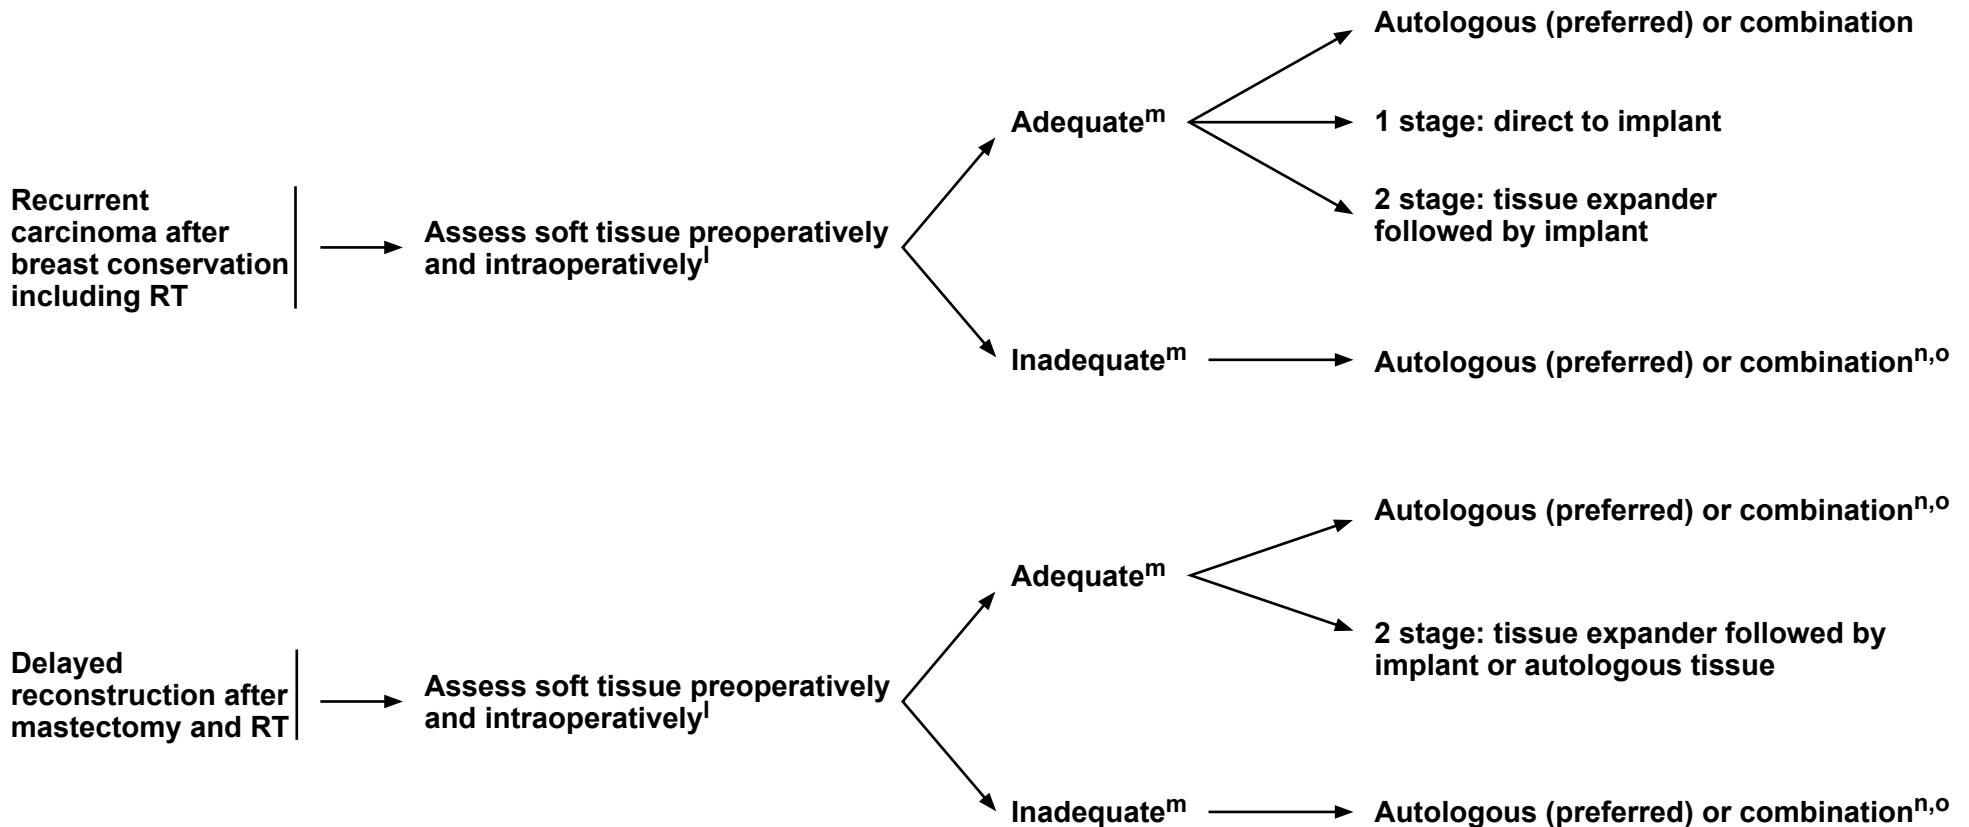 Recurrent
carcinoma after
breast conservation
including RT
Assess soft tissue preoperatively
and intraoperativelyˡ
Adequateᵐ
Autologous (preferred) or combination
1 stage: direct to implant
2 stage: tissue expander
followed by implant
Inadequateᵐ
Autologous (preferred) or combinationⁿ,ᵒ
Delayed
reconstruction after
mastectomy and RT
Assess soft tissue preoperatively
and intraoperativelyˡ
Adequateᵐ
Autologous (preferred) or combinationⁿ,ᵒ
2 stage: tissue expander followed by
implant or autologous tissue
Inadequateᵐ
Autologous (preferred) or combinationⁿ,ᵒ